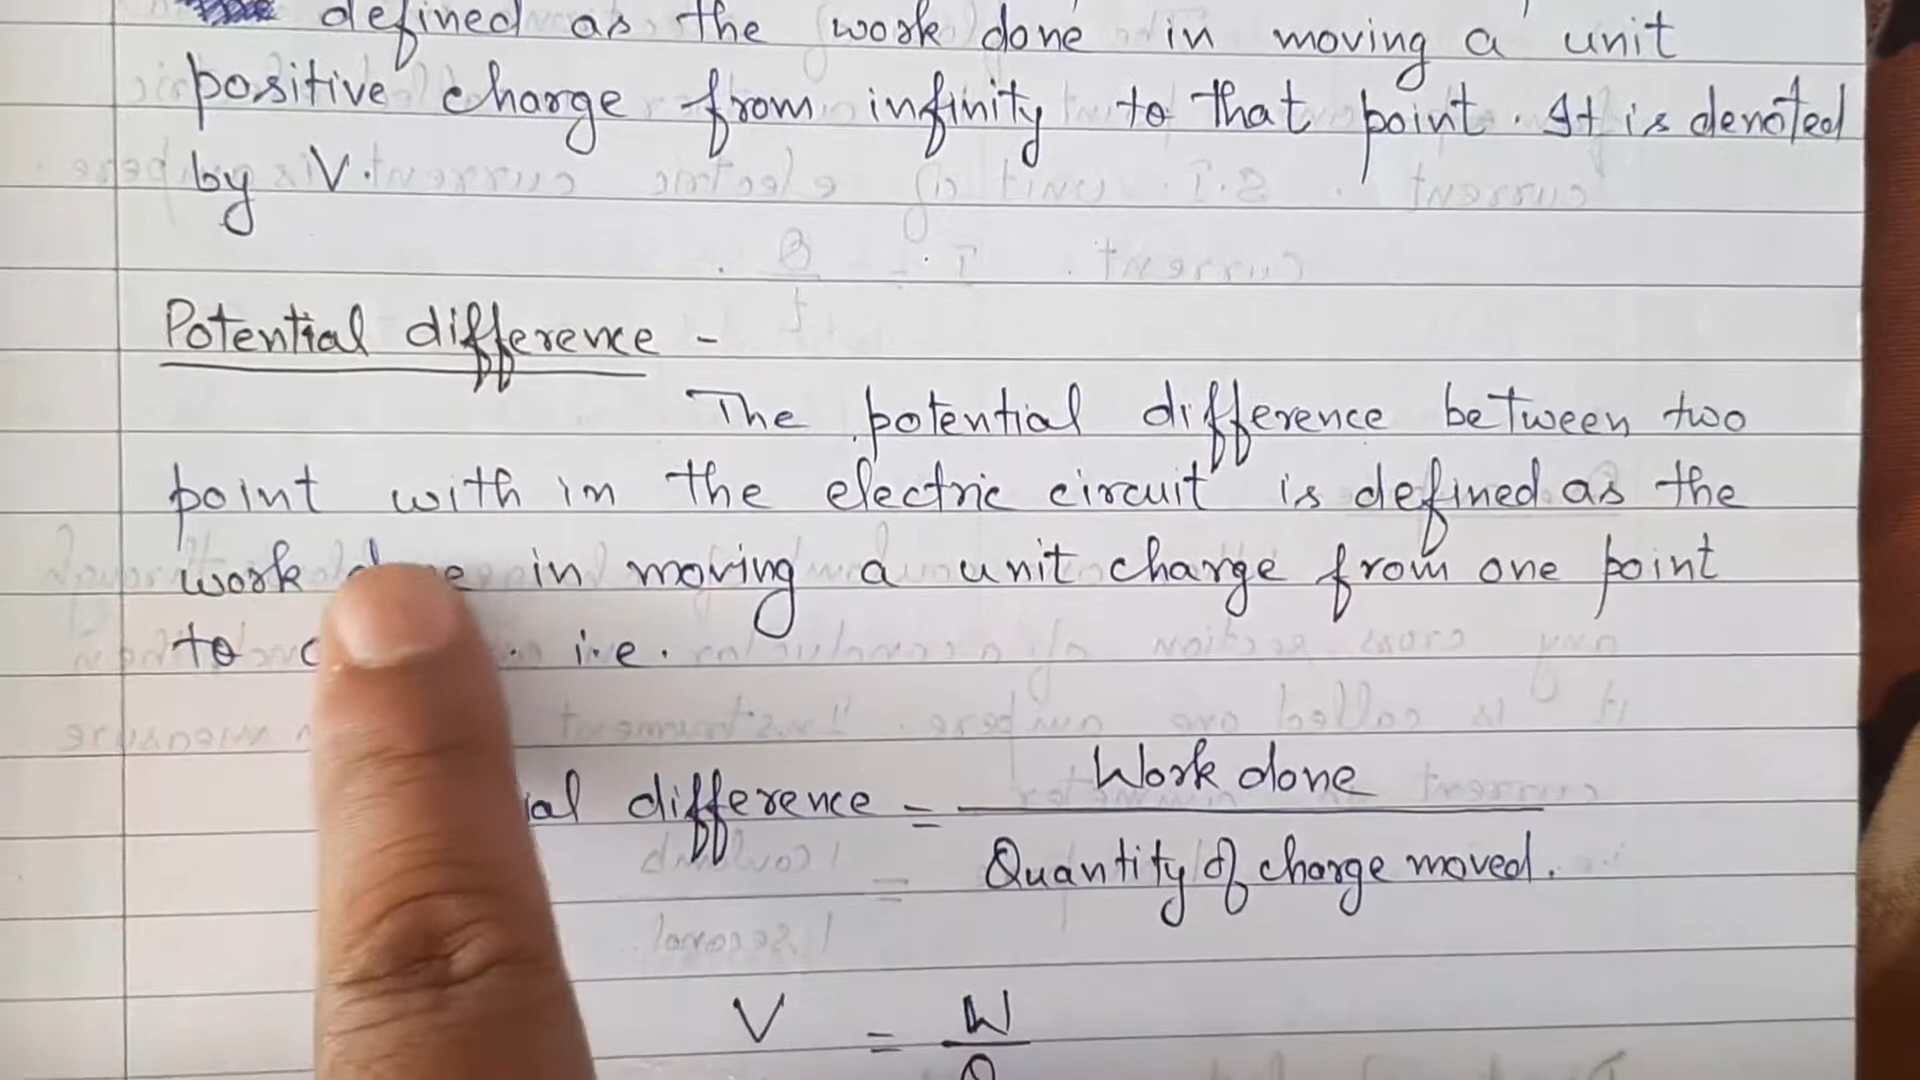 defined as the work done in moving a unit
positive charge from infinity to that point. It is denoted
by V.
Potential difference -
The potential difference between two
point with in the electric circuit is defined as the
work in moving a unit charge from one point
to i.e.
difference = Work done
Quantity of charge moved.
V = W